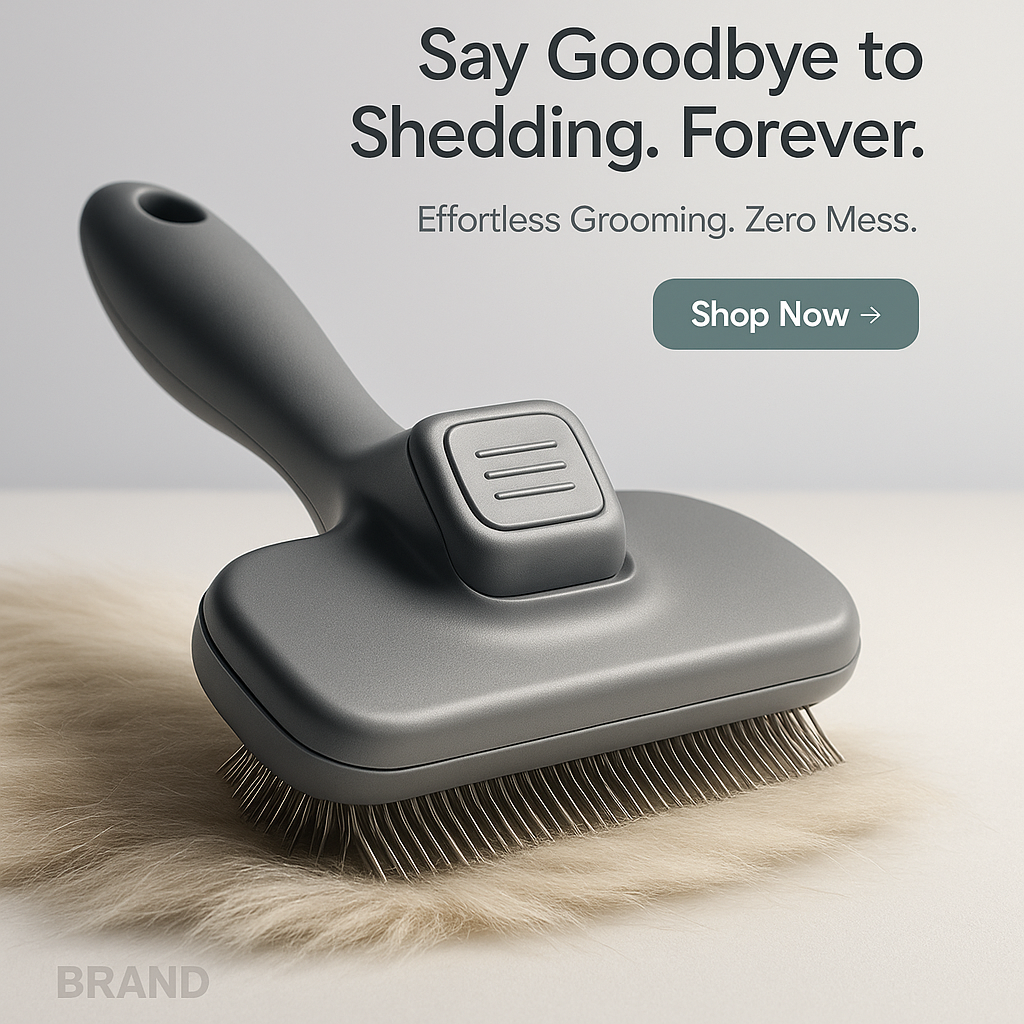 Say Goodbye to
Shedding. Forever.
Effortless Grooming. Zero Mess.
Shop Now →
BRAND